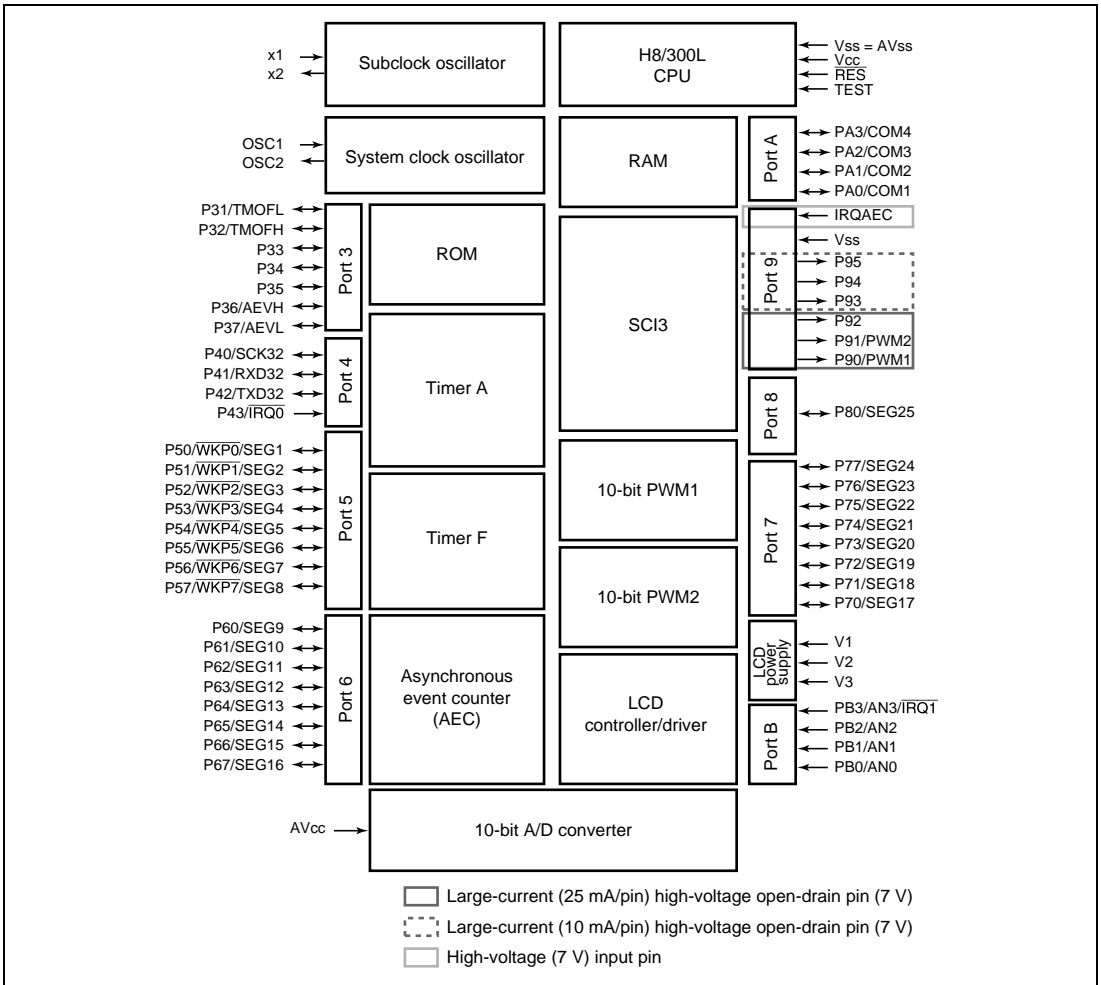 x1
x2
Subclock oscillator
H8/300L
CPU
Vss = AVss
Vcc
RES
TEST
OSC1
OSC2
System clock oscillator
RAM
Port A
PA3/COM4
PA2/COM3
PA1/COM2
PA0/COM1
P31/TMOFL
P32/TMOFH
P33
P34
P35
P36/AEVH
P37/AEVL
Port 3
ROM
SCI3
Port 9
IRQAEC
Vss
P95
P94
P93
P92
P91/PWM2
P90/PWM1
P40/SCK32
P41/RXD32
P42/TXD32
P43/IRQ0
Port 4
Timer A
Port 8
P80/SEG25
P50/WKP0/SEG1
P51/WKP1/SEG2
P52/WKP2/SEG3
P53/WKP3/SEG4
P54/WKP4/SEG5
P55/WKP5/SEG6
P56/WKP6/SEG7
P57/WKP7/SEG8
Port 5
Timer F
10-bit PWM1
10-bit PWM2
Port 7
P77/SEG24
P76/SEG23
P75/SEG22
P74/SEG21
P73/SEG20
P72/SEG19
P71/SEG18
P70/SEG17
P60/SEG9
P61/SEG10
P62/SEG11
P63/SEG12
P64/SEG13
P65/SEG14
P66/SEG15
P67/SEG16
Port 6
Asynchronous
event counter
(AEC)
LCD
controller/driver
LCD
power
supply
V1
V2
V3
Port B
PB3/AN3/IRQ1
PB2/AN2
PB1/AN1
PB0/AN0
AVcc
10-bit A/D converter
Large-current (25 mA/pin) high-voltage open-drain pin (7 V)
Large-current (10 mA/pin) high-voltage open-drain pin (7 V)
High-voltage (7 V) input pin